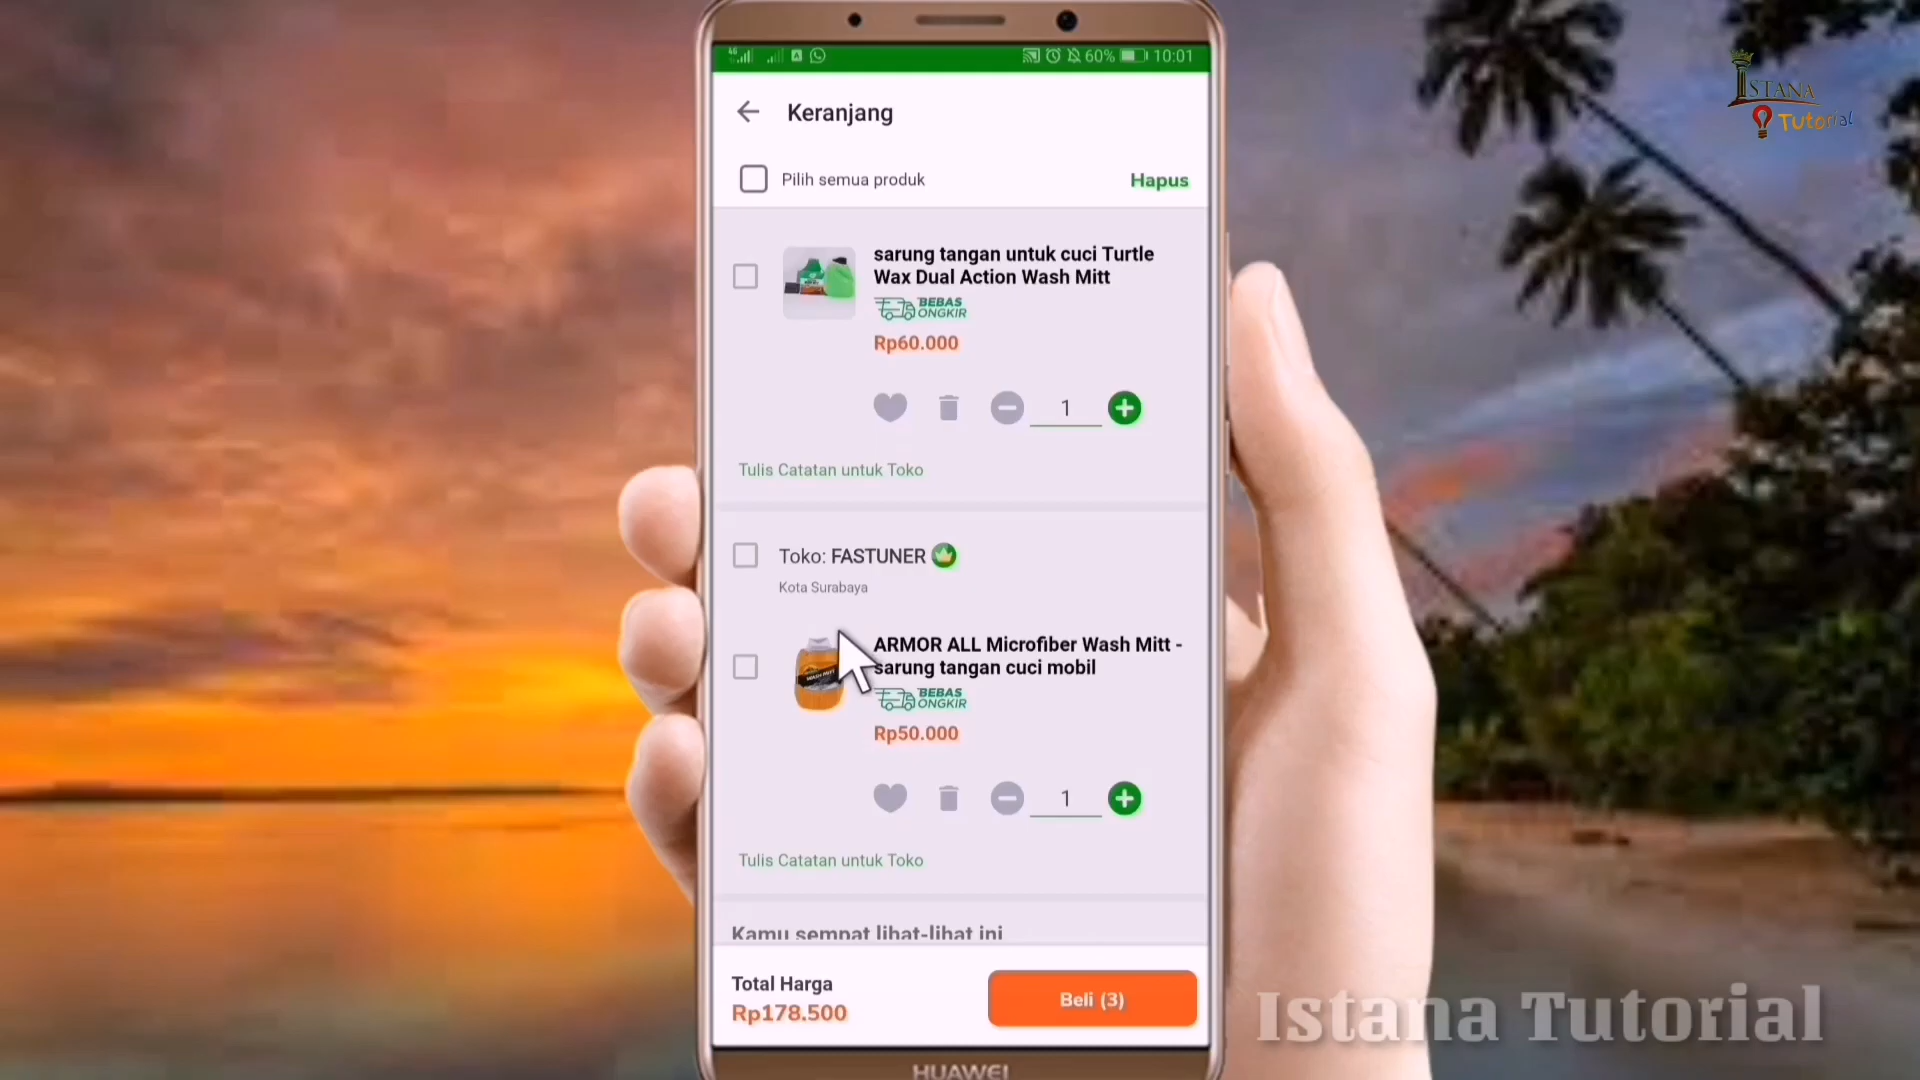 4G
60% 10:01
Keranjang
Pilih semua produk
Hapus
sarung tangan untuk cuci Turtle
Wax Dual Action Wash Mitt
BEBAS
ONGKIR
Rp60.000
1
Tulis Catatan untuk Toko
Toko: FASTUNER
Kota Surabaya
ARMOR ALL Microfiber Wash Mitt -
sarung tangan cuci mobil
WASH MITT
BEBAS
ONGKIR
Rp50.000
1
Tulis Catatan untuk Toko
Kamu sempat lihat-lihat ini
Total Harga
Rp178.500
Beli (3)
HUAWEI
ISTANA
Tutorial
Istana Tutorial